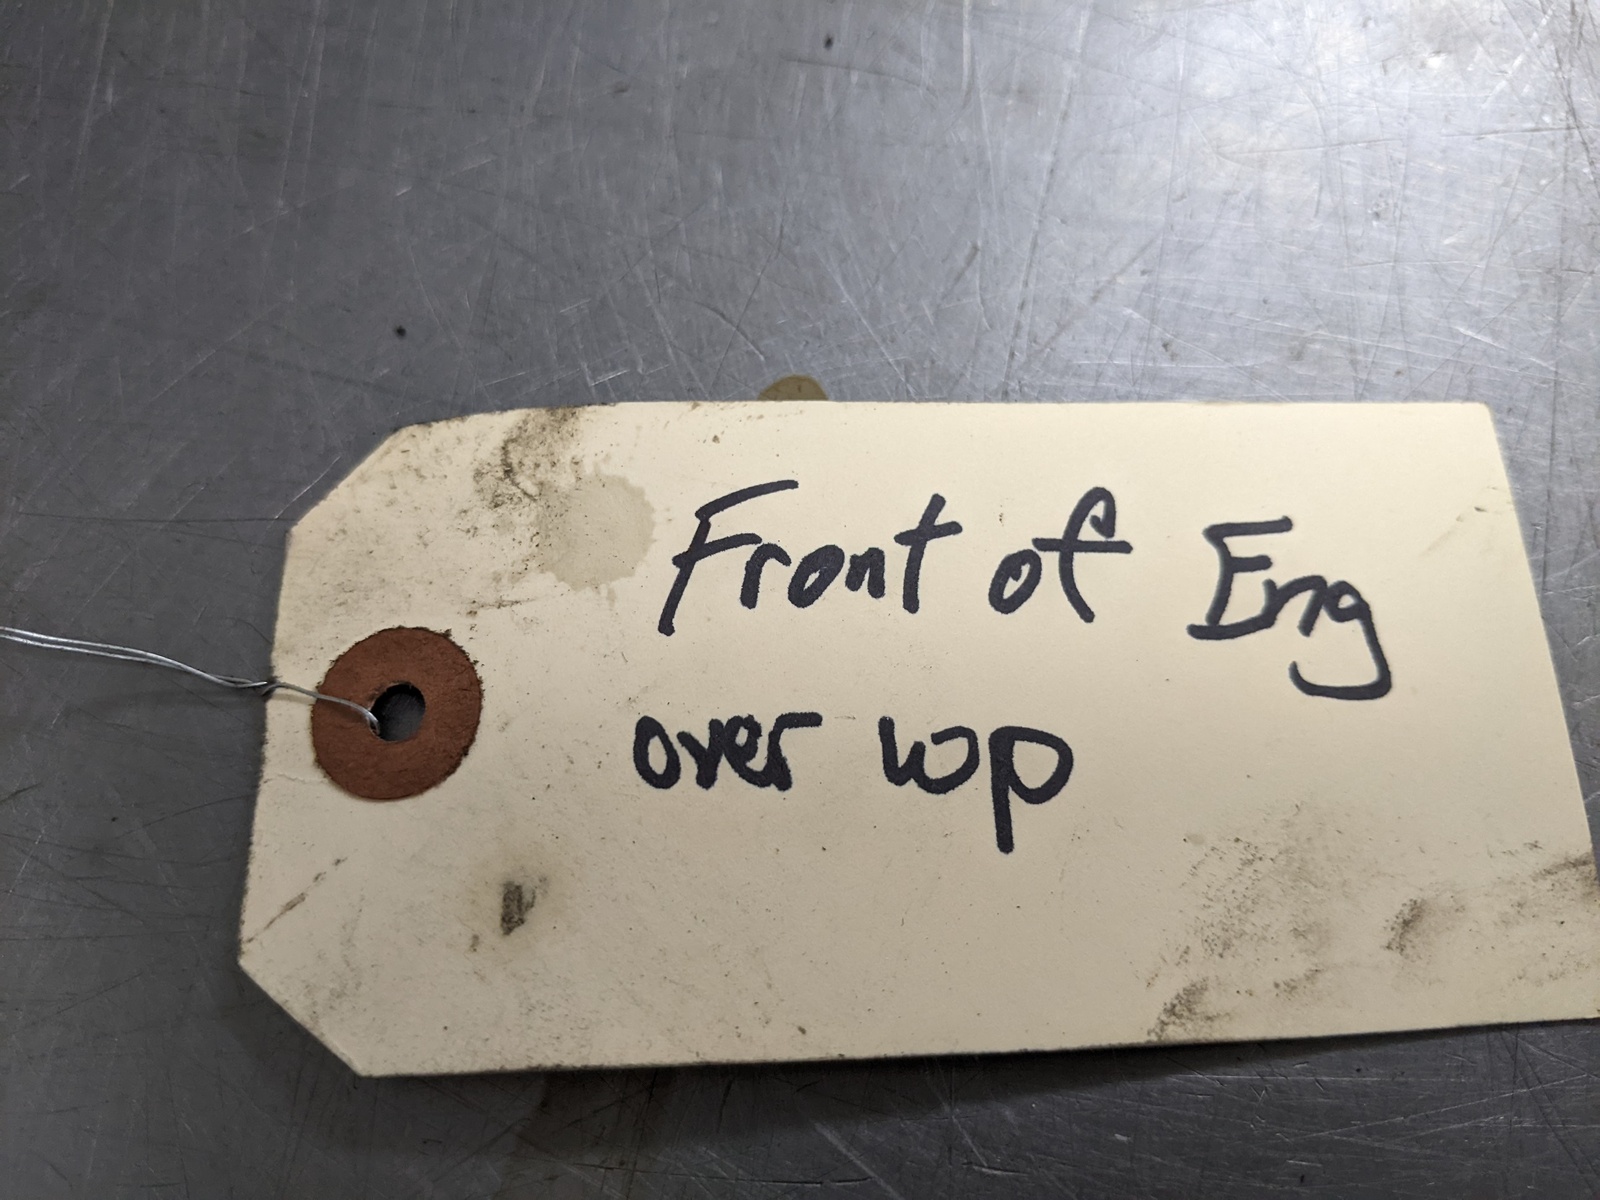 Front of Eng
over wp